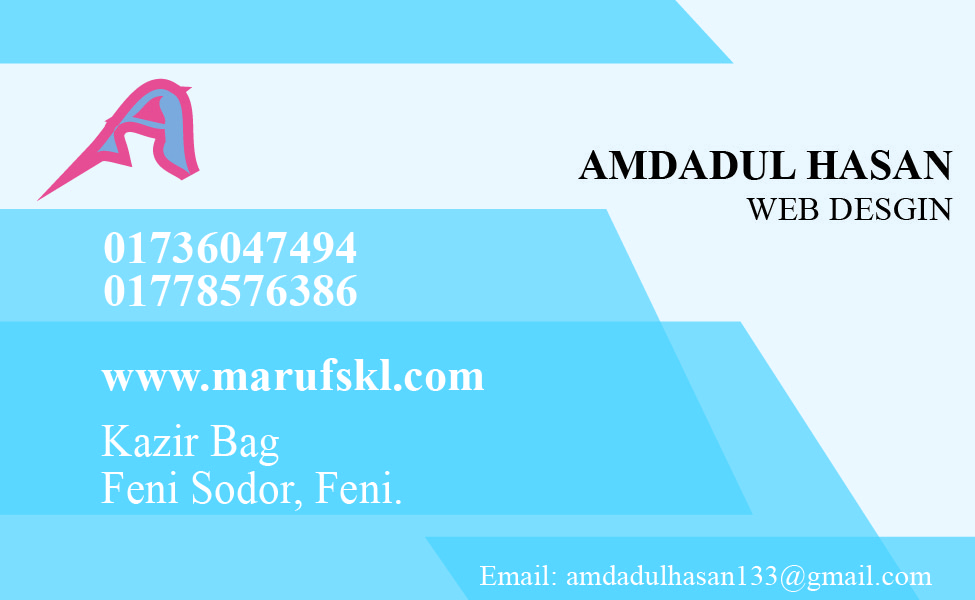 A
AMDADUL HASAN
WEB DESGIN
01736047494
01778576386
www.marufskl.com
Kazir Bag
Feni Sodor, Feni.
Email: amdadulhasan133@gmail.com